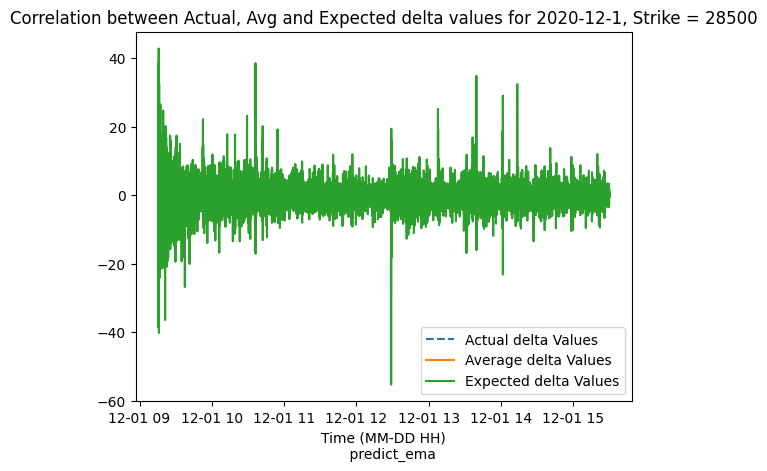 Correlation between Actual, Avg and Expected delta values for 2020-12-1, Strike = 28500
40
20
0
−20
−40
−60
Actual delta Values
Average delta Values
Expected delta Values
12-01 09 12-01 10 12-01 11 12-01 12 12-01 13 12-01 14 12-01 15
Time (MM-DD HH)
predict_ema